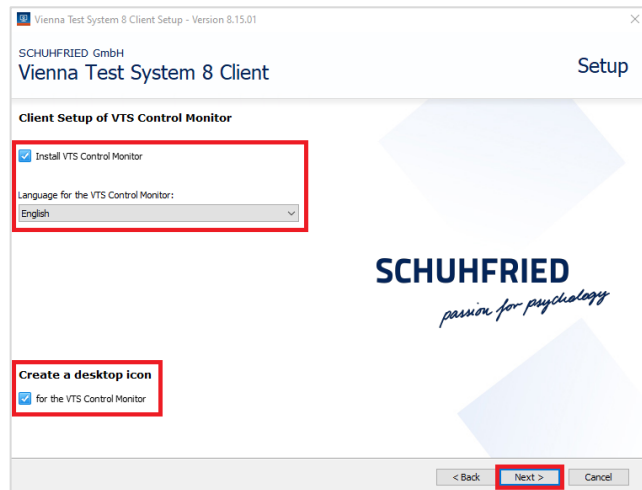 Vienna Test System 8 Client Setup - Version 8.15.01
SCHUHFRIED GmbH
Vienna Test System 8 Client
Setup
Client Setup of VTS Control Monitor
Install VTS Control Monitor
Language for the VTS Control Monitor:
English
SCHUHFRIED
passion for psychology
Create a desktop icon
for the VTS Control Monitor
< Back
Next >
Cancel